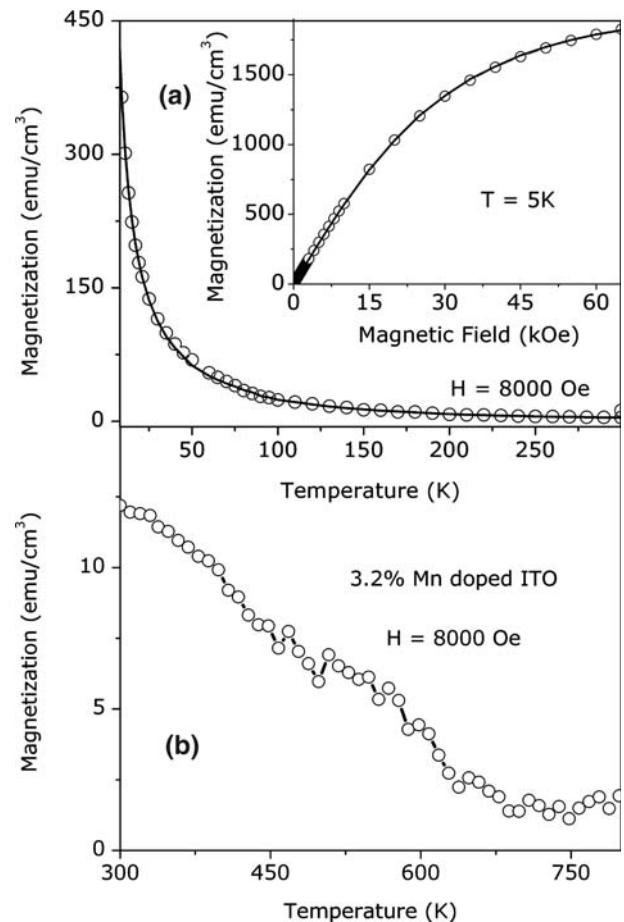 450
300
150
0
Magnetization (emu/cm³)
(a)
1500
1000
500
0
Magnetization (emu/cm³)
T = 5K
0 15 30 45 60
Magnetic Field (kOe)
H = 8000 Oe
50 100 150 200 250
Temperature (K)
10
5
0
Magnetization (emu/cm³)
3.2% Mn doped ITO
H = 8000 Oe
(b)
300 450 600 750
Temperature (K)